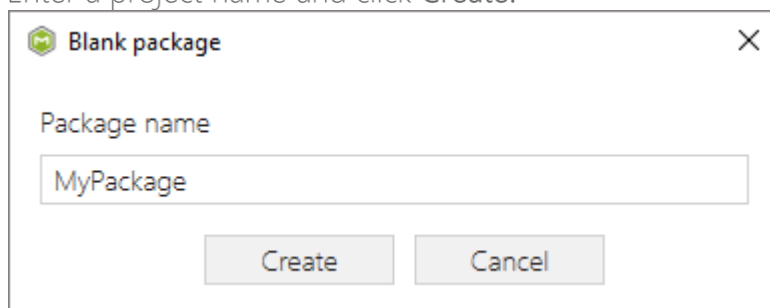 Enter a project name and click Create.
Blank package
Package name
MyPackage
Create Cancel